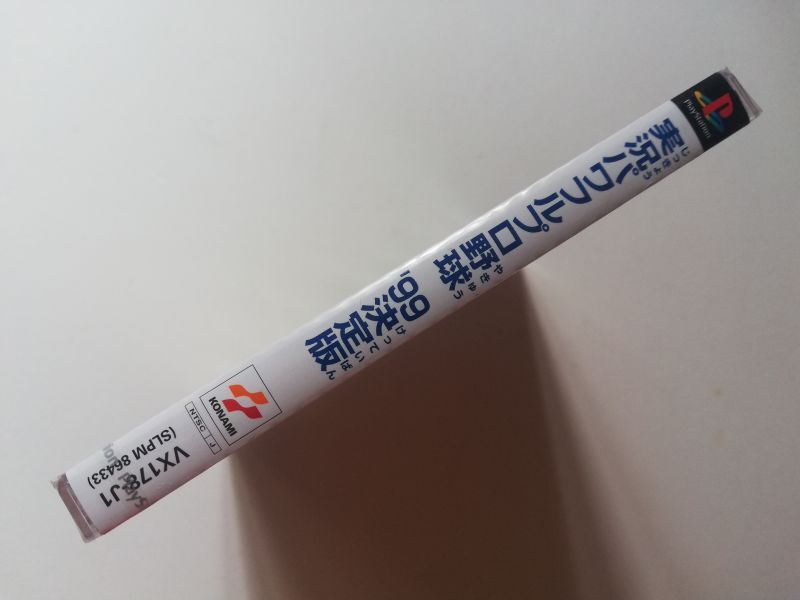 PlayStation
実況パワフルプロ野球
じっきょう
やきゅう
'99決定版
けっていばん
KONAMI
NTSC J
VX178-J1
(SLPM 86433)